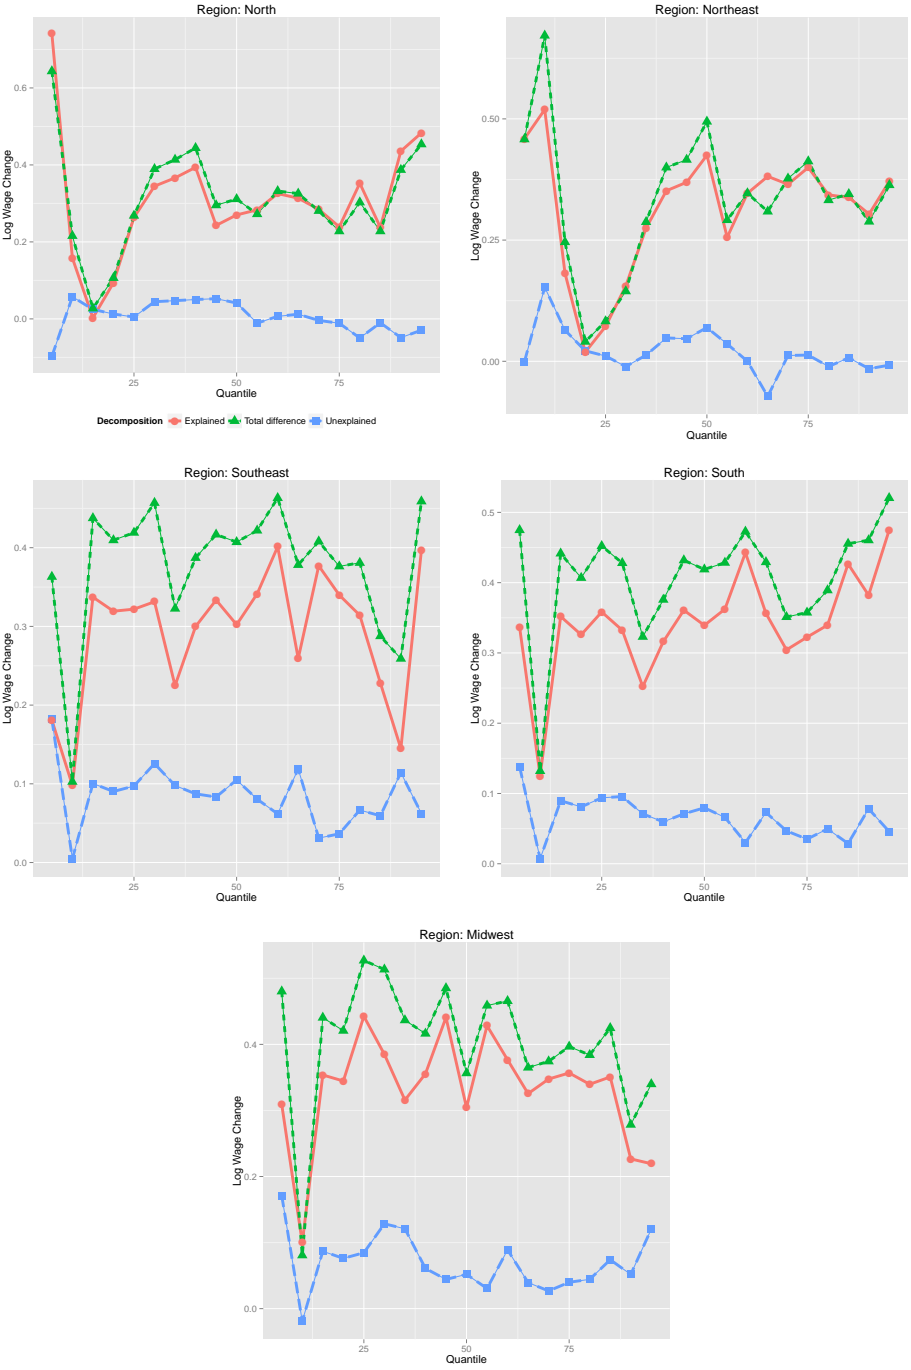 Region: North
Log Wage Change
0.6
0.4
0.2
0.0
25
50
75
Quantile
Decomposition Explained Total difference Unexplained
Region: Northeast
Log Wage Change
0.50
0.25
0.00
25
50
75
Quantile
Region: Southeast
Log Wage Change
0.4
0.3
0.2
0.1
0.0
25
50
75
Quantile
Region: South
Log Wage Change
0.5
0.4
0.3
0.2
0.1
0.0
25
50
75
Quantile
Region: Midwest
Log Wage Change
0.4
0.2
0.0
25
50
75
Quantile